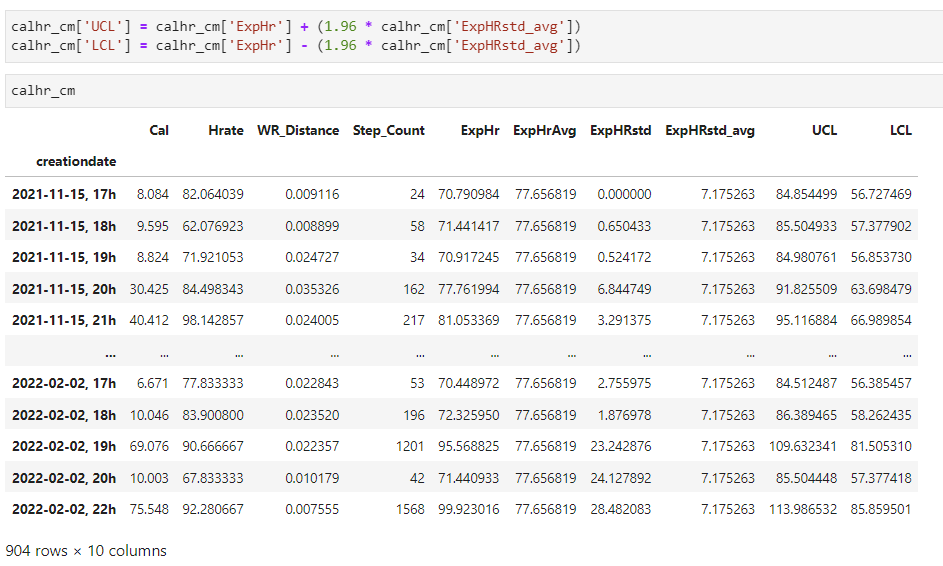 calhr_cm['UCL'] = calhr_cm['ExpHr'] + (1.96 * calhr_cm['ExpHRstd_avg'])
calhr_cm['LCL'] = calhr_cm['ExpHr'] - (1.96 * calhr_cm['ExpHRstd_avg'])
calhr_cm
Cal Hrate WR_Distance Step_Count ExpHr ExpHrAvg ExpHRstd ExpHRstd_avg UCL LCL
creationdate
2021-11-15, 17h 8.084 82.064039 0.009116 24 70.790984 77.656819 0.000000 7.175263 84.854499 56.727469
2021-11-15, 18h 9.595 62.076923 0.008899 58 71.441417 77.656819 0.650433 7.175263 85.504933 57.377902
2021-11-15, 19h 8.824 71.921053 0.024727 34 70.917245 77.656819 0.524172 7.175263 84.980761 56.853730
2021-11-15, 20h 30.425 84.498343 0.035326 162 77.761994 77.656819 6.844749 7.175263 91.825509 63.698479
2021-11-15, 21h 40.412 98.142857 0.024005 217 81.053369 77.656819 3.291375 7.175263 95.116884 66.989854
... ... ... ... ... ... ... ... ... ... ...
2022-02-02, 17h 6.671 77.833333 0.022843 53 70.448972 77.656819 2.755975 7.175263 84.512487 56.385457
2022-02-02, 18h 10.046 83.900800 0.023520 196 72.325950 77.656819 1.876978 7.175263 86.389465 58.262435
2022-02-02, 19h 69.076 90.666667 0.022357 1201 95.568825 77.656819 23.242876 7.175263 109.632341 81.505310
2022-02-02, 20h 10.003 67.833333 0.010179 42 71.440933 77.656819 24.127892 7.175263 85.504448 57.377418
2022-02-02, 22h 75.548 92.280667 0.007555 1568 99.923016 77.656819 28.482083 7.175263 113.986532 85.859501
904 rows × 10 columns